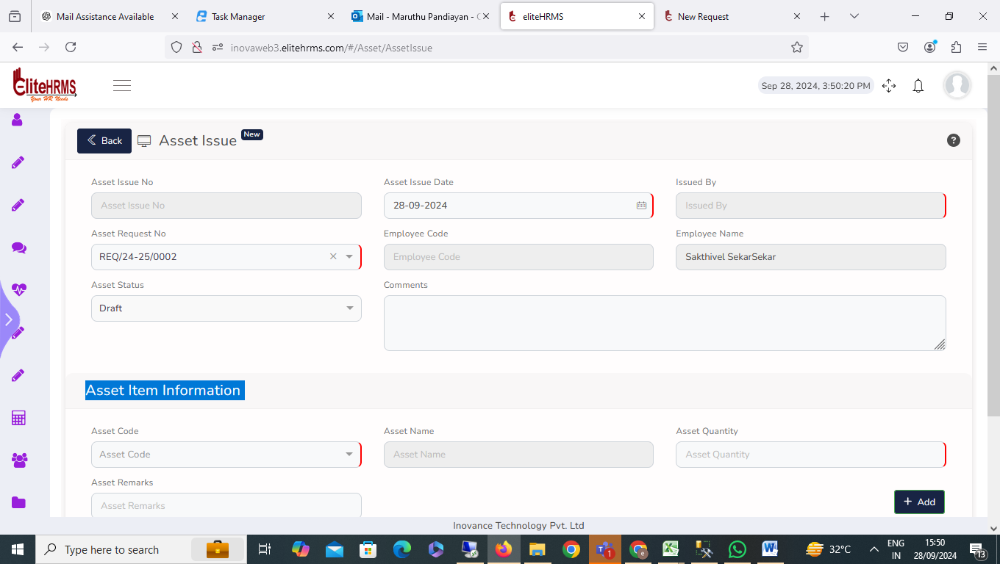 Mail Assistance Available
Task Manager
Mail - Maruthu Pandiayan -
eliteHRMS
New Request
inovaweb3.elitehrms.com/#/Asset/AssetIssue
EliteHRMS
Your HR Needs
Sep 28, 2024, 3:50:20 PM
Back
Asset Issue
New
Asset Issue No
Asset Issue Date
Issued By
Asset Issue No
28-09-2024
Issued By
Asset Request No
Employee Code
Employee Name
REQ/24-25/0002
Employee Code
Sakthivel SekarSekar
Asset Status
Comments
Draft
Asset Item Information
Asset Code
Asset Name
Asset Quantity
Asset Code
Asset Name
Asset Quantity
Asset Remarks
Asset Remarks
+ Add
Inovance Technology Pvt. Ltd
Type here to search
1
32°C
ENG
IN
15:50
28/09/2024
13